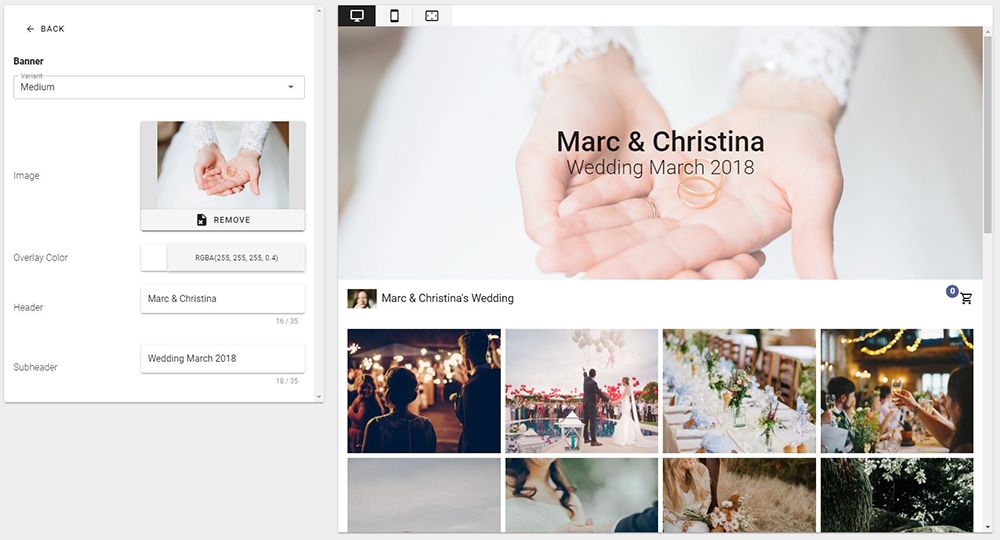 BACK
Banner
Variant
Medium
Image
REMOVE
Overlay Color
RGBA(255, 255, 255, 0.4)
Header
Marc & Christina
16 / 35
Subheader
Wedding March 2018
18 / 35
Marc & Christina
Wedding March 2018
Marc & Christina's Wedding
0